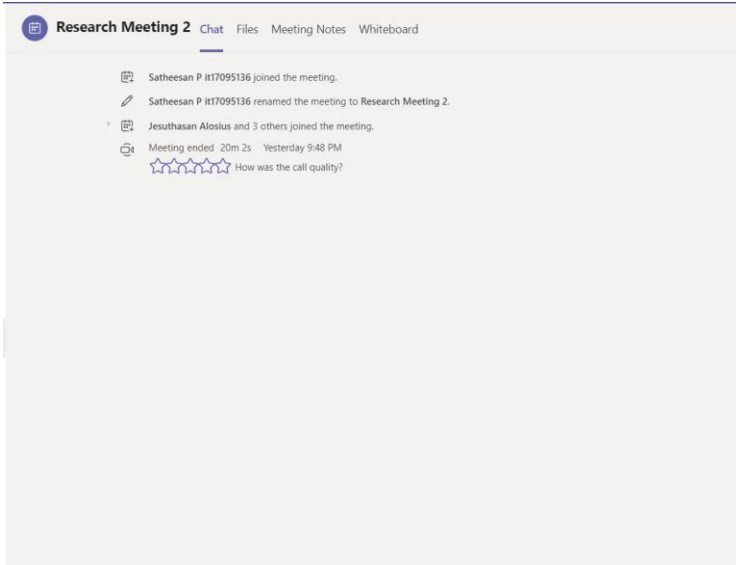 Research Meeting 2 Chat Files Meeting Notes Whiteboard
Satheesan P it17095136 joined the meeting.
Satheesan P it17095136 renamed the meeting to Research Meeting 2.
Jesuthasan Alosius and 3 others joined the meeting.
Meeting ended 20m 2s Yesterday 9:48 PM
How was the call quality?